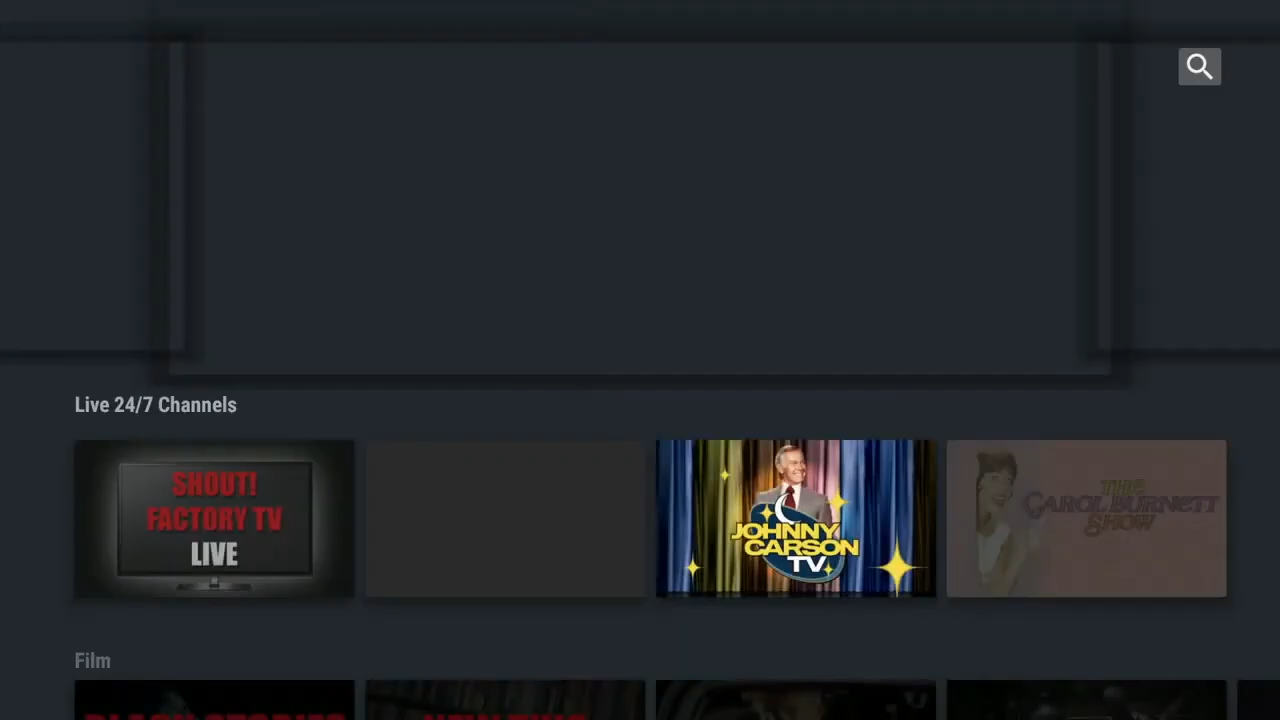 Live 24/7 Channels
SHOUT!
FACTORY TV
LIVE
JOHNNY
CARSON
TV
THE
CAROL BURNETT
SHOW
Film